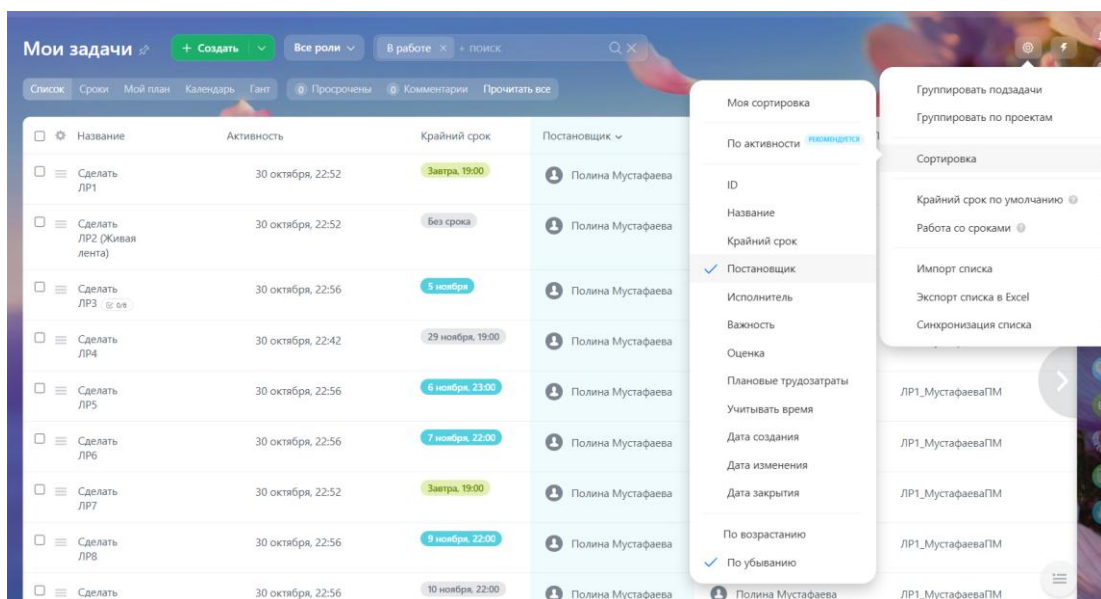 Мои задачи + Создать Все роли В работе × + поиск
Список Сроки Мой план Календарь Гант 0 Просрочены 0 Комментарии Прочитать все
Название Активность Крайний срок Постановщик
Сделать ЛР1 30 октября, 22:52 Завтра, 19:00 Полина Мустафаева
Сделать ЛР2 (Живая лента) 30 октября, 22:52 Без срока Полина Мустафаева
Сделать ЛР3 0/8 30 октября, 22:56 5 ноября Полина Мустафаева
Сделать ЛР4 30 октября, 22:42 29 ноября, 19:00 Полина Мустафаева
Сделать ЛР5 30 октября, 22:56 6 ноября, 23:00 Полина Мустафаева ЛР1_МустафаеваПМ
Сделать ЛР6 30 октября, 22:56 7 ноября, 22:00 Полина Мустафаева ЛР1_МустафаеваПМ
Сделать ЛР7 30 октября, 22:52 Завтра, 19:00 Полина Мустафаева ЛР1_МустафаеваПМ
Сделать ЛР8 30 октября, 22:56 9 ноября, 22:00 Полина Мустафаева ЛР1_МустафаеваПМ
Сделать 30 октября, 22:56 10 ноября, 22:00 Полина Мустафаева Полина Мустафаева ЛР1_МустафаеваПМ
Моя сортировка
По активности РЕКОМЕНДУЕТСЯ
ID
Название
Крайний срок
Постановщик
Исполнитель
Важность
Оценка
Плановые трудозатраты
Учитывать время
Дата создания
Дата изменения
Дата закрытия
По возрастанию
По убыванию
Группировать подзадачи
Группировать по проектам
Сортировка
Крайний срок по умолчанию
Работа со сроками
Импорт списка
Экспорт списка в Excel
Синхронизация списка